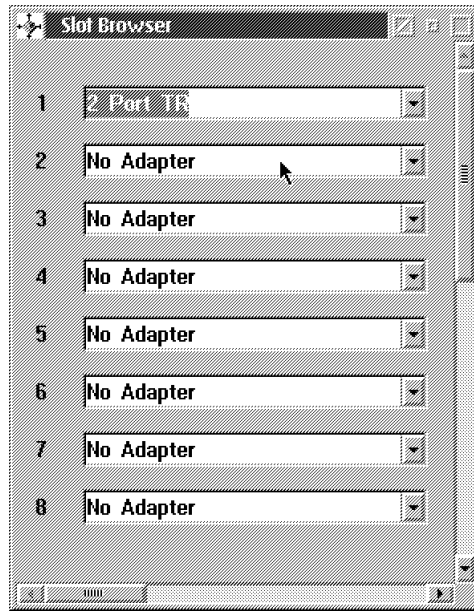 Slot Browser
1 2 Port TR
2 No Adapter
3 No Adapter
4 No Adapter
5 No Adapter
6 No Adapter
7 No Adapter
8 No Adapter